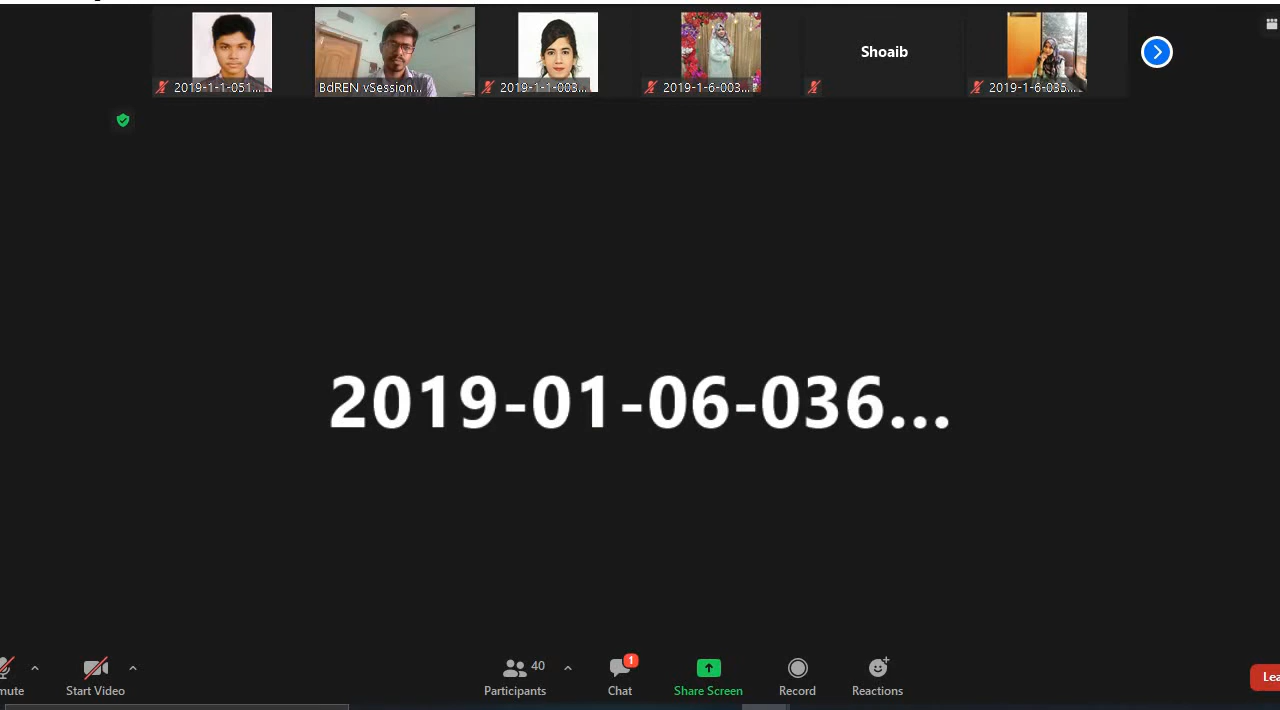 2019-1-1-051...
BdREN vSession...
2019-1-1-003...
2019-1-6-003...
Shoaib
2019-1-6-035...
2019-01-06-036...
mute
Start Video
40
Participants
1
Chat
Share Screen
Record
Reactions
Lea